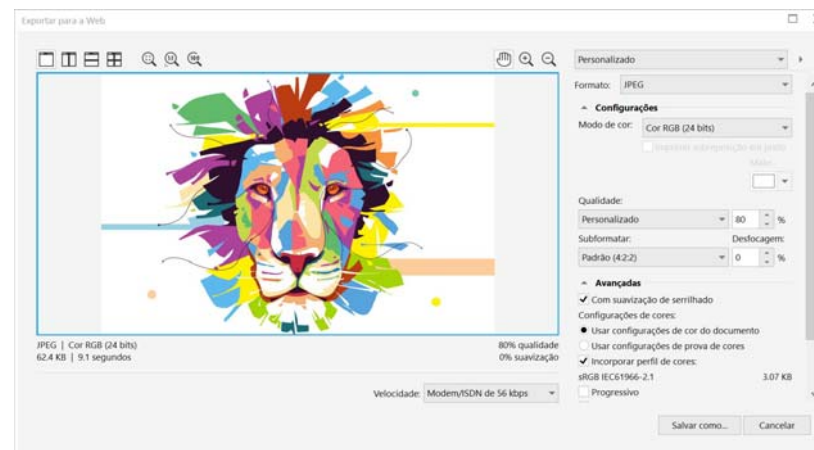 Exportar para a Web
Personalizado
Formato: JPEG
Configurações
Modo de cor: Cor RGB (24 bits)
Qualidade:
Personalizado 80 %
Subformatar: Desfocagem:
Padrão (4:2:2) 0 %
Avançadas
Com suavização de serrilhado
Configurações de cores:
Usar configurações de cor do documento
Usar configurações de prova de cores
Incorporar perfil de cores:
sRGB IEC61966-2.1 3.07 KB
Progressivo
JPEG | Cor RGB (24 bits) 80% qualidade
62.4 KB | 9.1 segundos 0% suavização
Velocidade: Modem/ISDN de 56 kbps
Salvar como... Cancelar